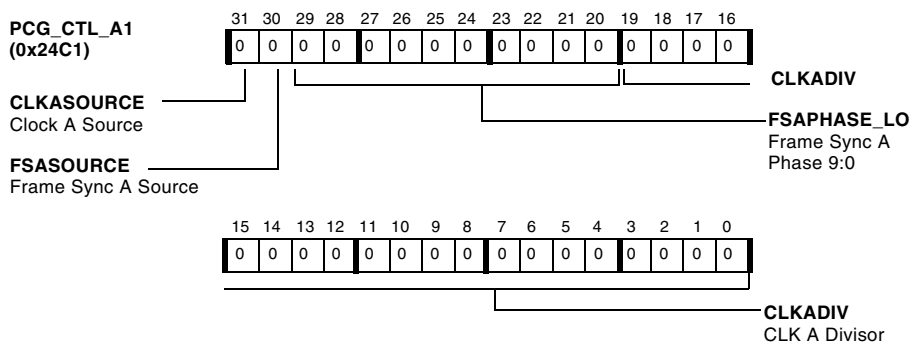 PCG_CTL_A1
(0x24C1)
31 30 29 28 27 26 25 24 23 22 21 20 19 18 17 16
0 0 0 0 0 0 0 0 0 0 0 0 0 0 0 0
CLKADIV
CLKASOURCE
Clock A Source
FSAPHASE_LO
Frame Sync A
Phase 9:0
FSASOURCE
Frame Sync A Source
15 14 13 12 11 10 9 8 7 6 5 4 3 2 1 0
0 0 0 0 0 0 0 0 0 0 0 0 0 0 0 0
CLKADIV
CLK A Divisor